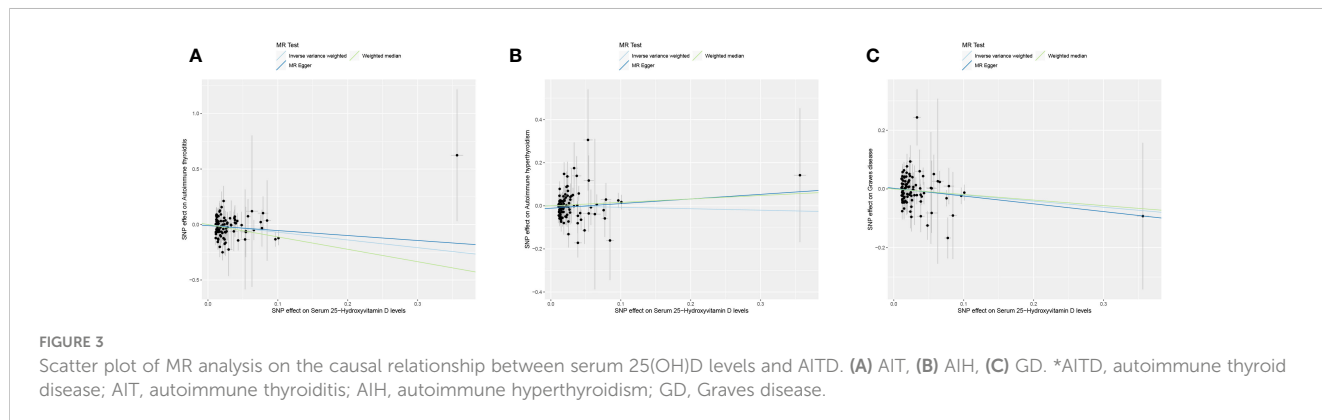 A
MR Test
Inverse variance weighted
Weighted median
MR Egger
SNP effect on Autoimmune thyroiditis
1.0
0.5
0.0
−0.5
0.0
0.1
0.2
0.3
SNP effect on Serum 25−Hydroxyvitamin D levels
B
MR Test
Inverse variance weighted
Weighted median
MR Egger
SNP effect on Autoimmune hyperthyroidism
0.4
0.2
0.0
−0.2
−0.4
0.0
0.1
0.2
0.3
SNP effect on Serum 25−Hydroxyvitamin D levels
C
MR Test
Inverse variance weighted
Weighted median
MR Egger
SNP effect on Graves disease
0.2
0.0
−0.2
0.0
0.1
0.2
0.3
SNP effect on Serum 25−Hydroxyvitamin D levels
FIGURE 3
Scatter plot of MR analysis on the causal relationship between serum 25(OH)D levels and AITD. (A) AIT, (B) AIH, (C) GD. *AITD, autoimmune thyroid
disease; AIT, autoimmune thyroiditis; AIH, autoimmune hyperthyroidism; GD, Graves disease.